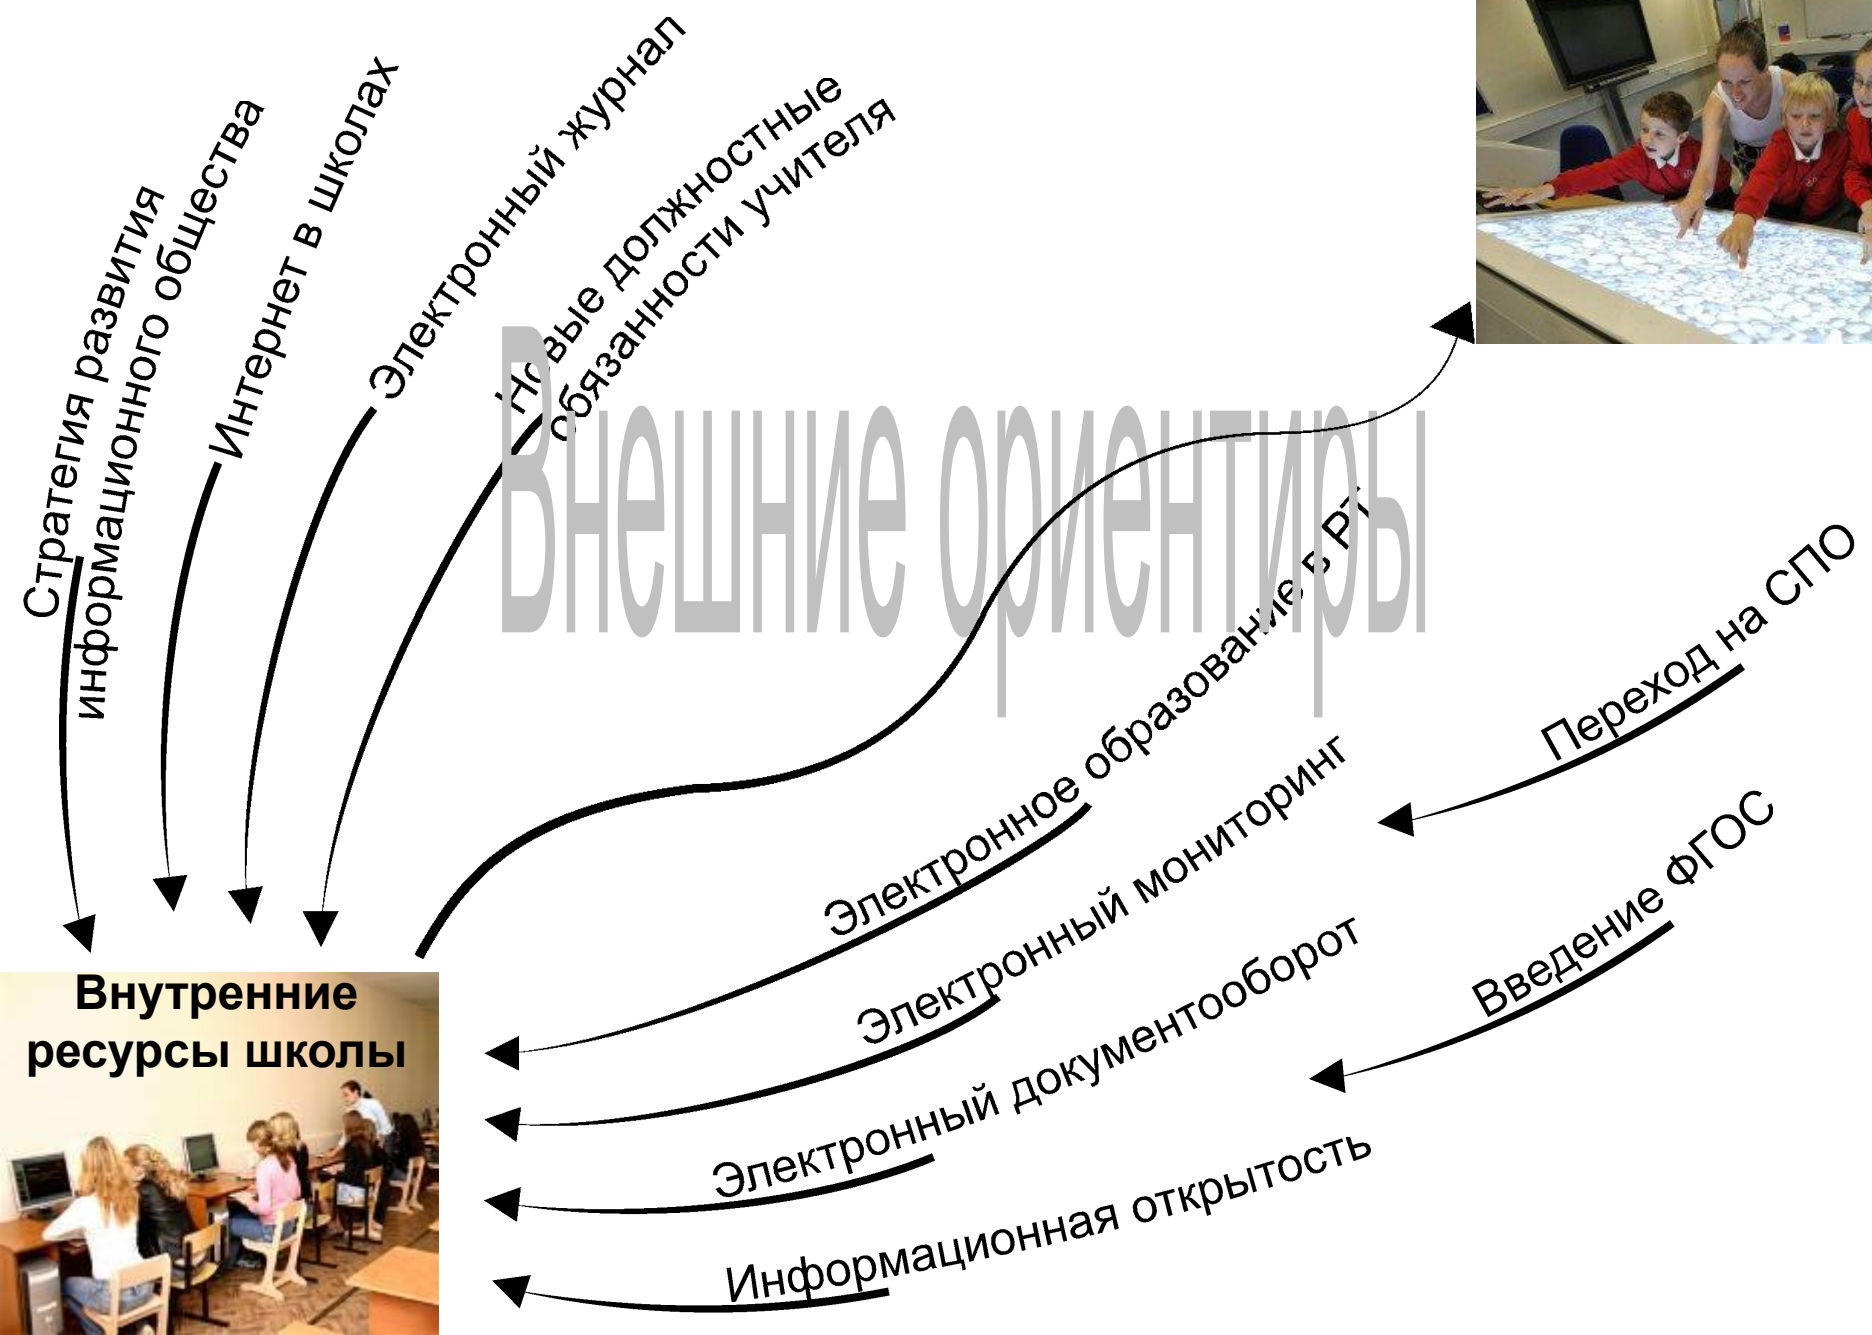 Стратегия развития
информационного общества
Интернет в школах
Электронный журнал
Новые должностные
обязанности учителя
Внешние ориентиры
Электронное образование в РТ
Переход на СПО
Электронный мониторинг
Введение ФГОС
Электронный документооборот
Информационная открытость
Внутренние
ресурсы школы